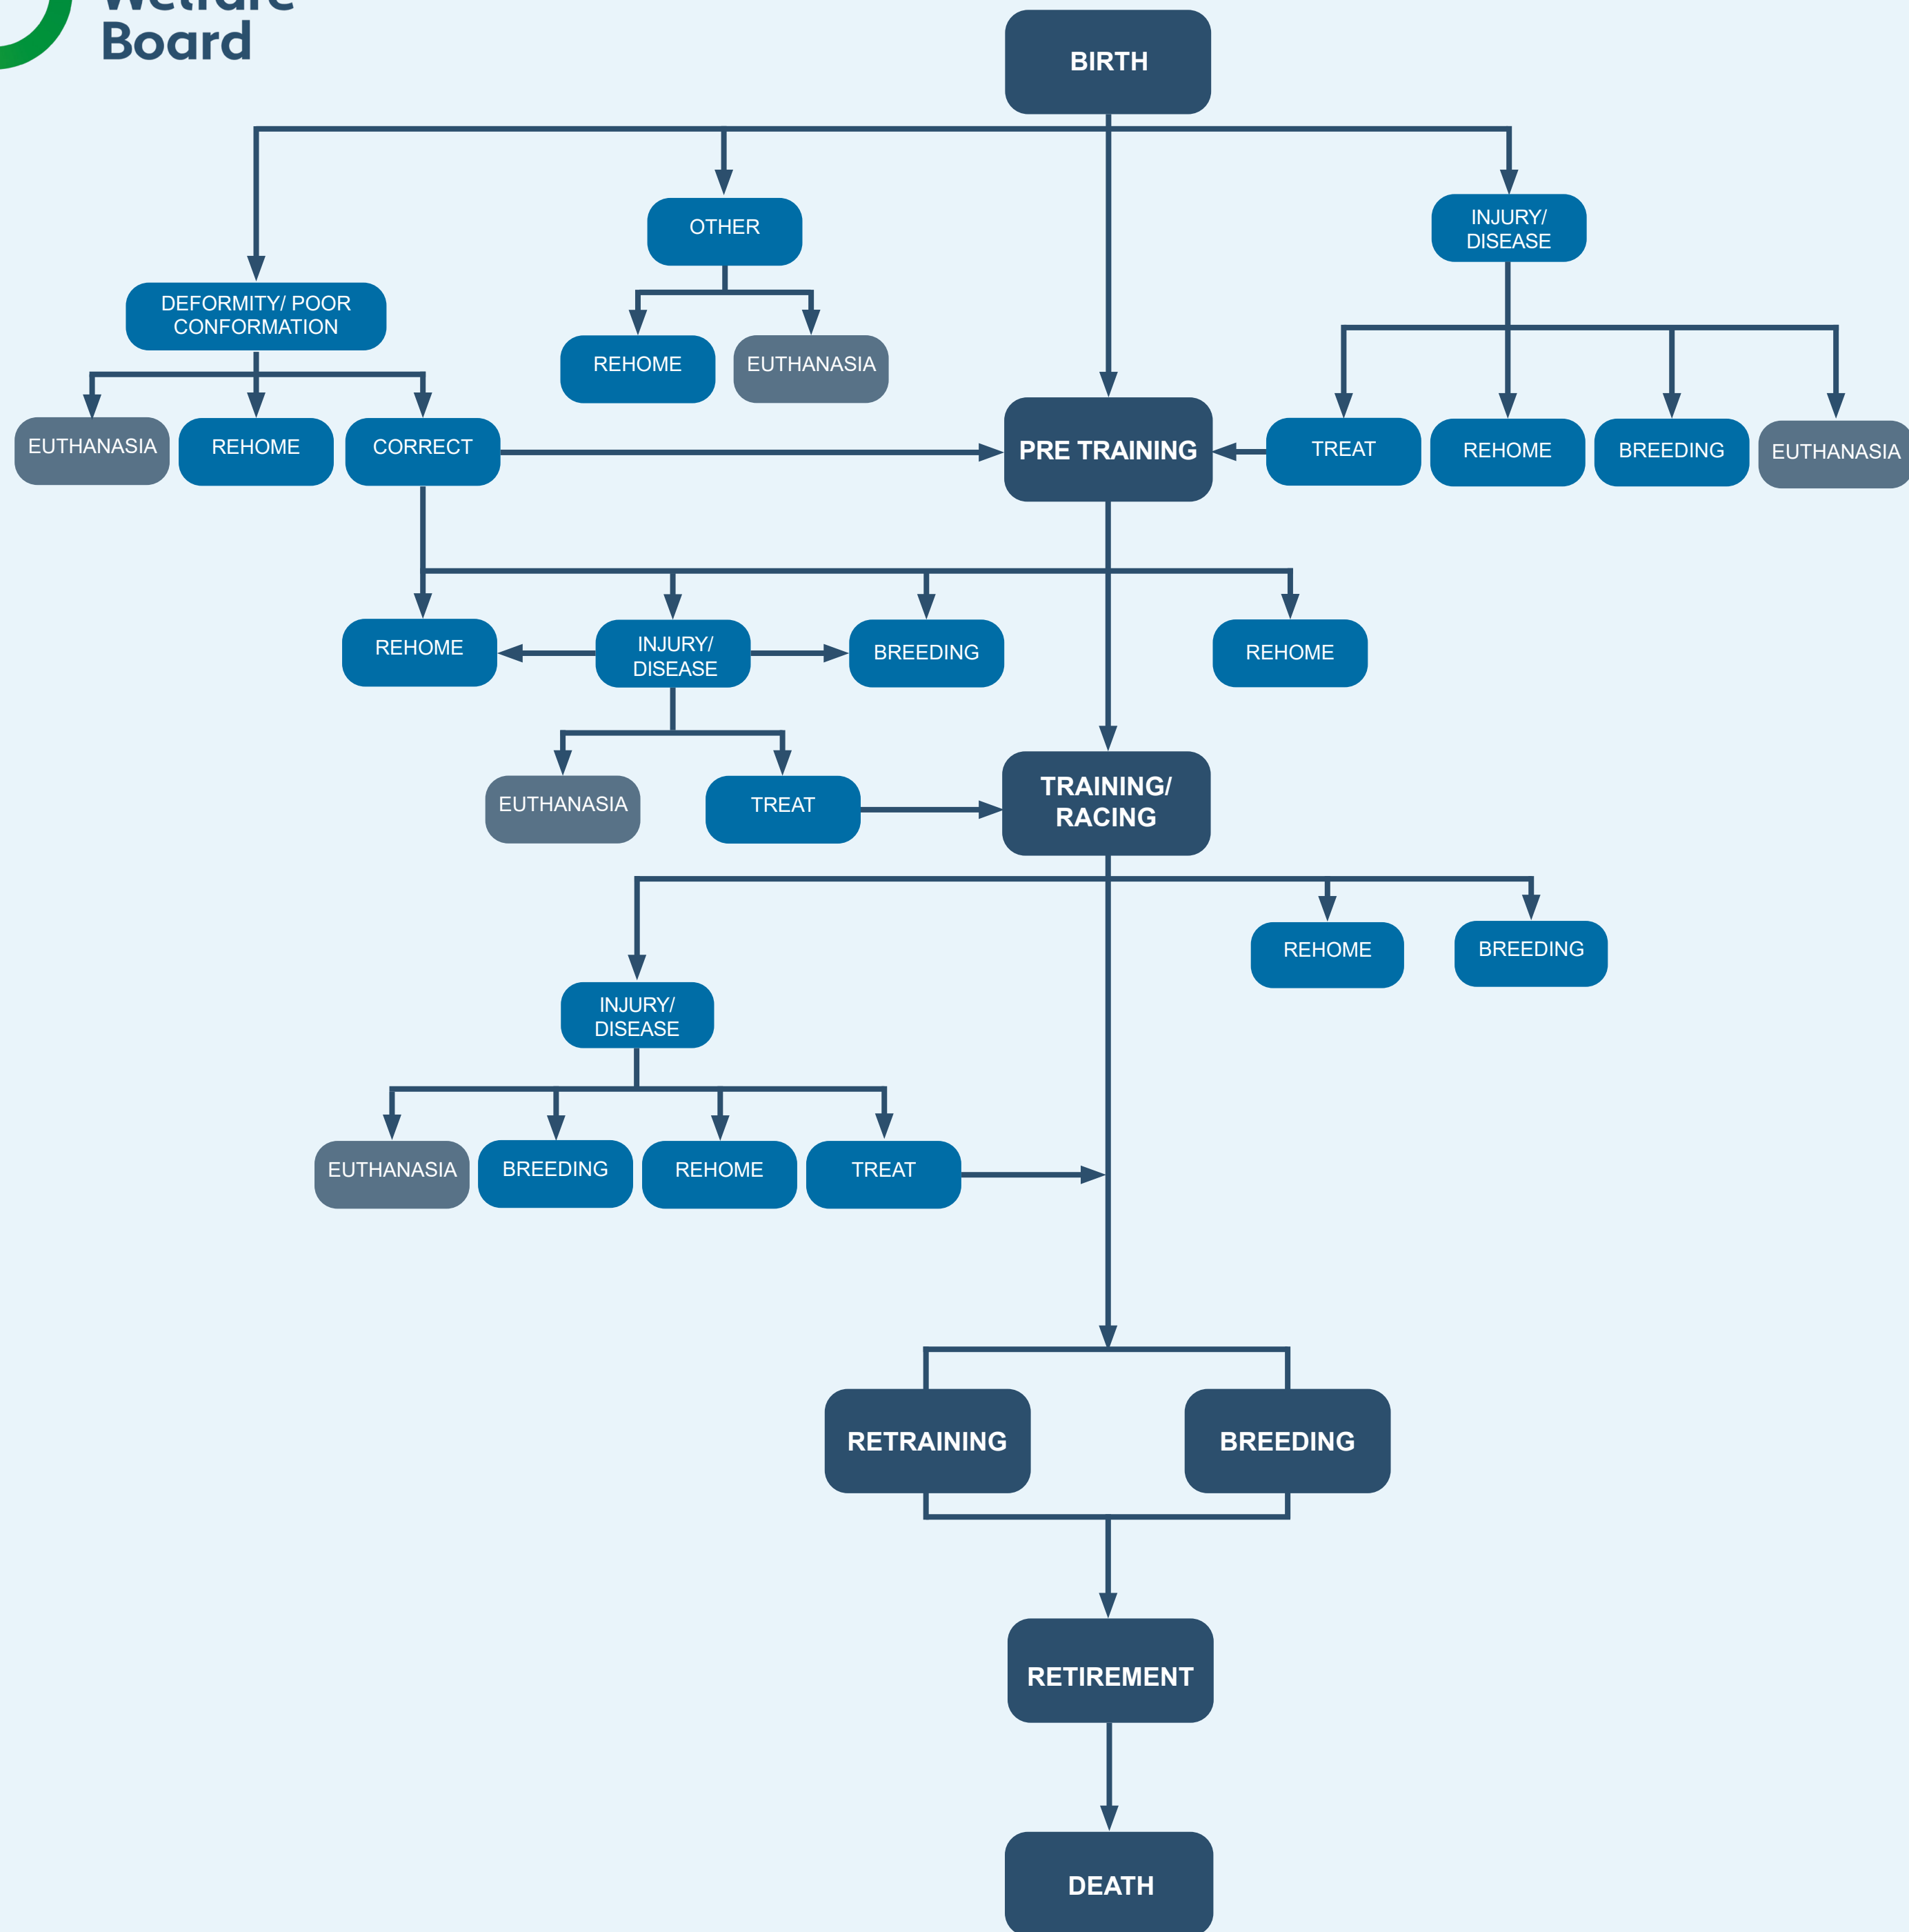 Welfare
Board
BIRTH
OTHER
INJURY/
DISEASE
DEFORMITY/ POOR
CONFORMATION
REHOME
EUTHANASIA
EUTHANASIA
REHOME
CORRECT
PRE TRAINING
TREAT
REHOME
BREEDING
EUTHANASIA
REHOME
INJURY/
DISEASE
BREEDING
REHOME
EUTHANASIA
TREAT
TRAINING/
RACING
REHOME
BREEDING
INJURY/
DISEASE
EUTHANASIA
BREEDING
REHOME
TREAT
RETRAINING
BREEDING
RETIREMENT
DEATH